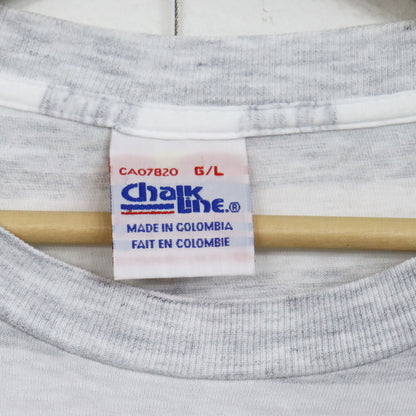 CA07820 G/L
Chalk
Line.®
MADE IN COLOMBIA
FAIT EN COLOMBIE